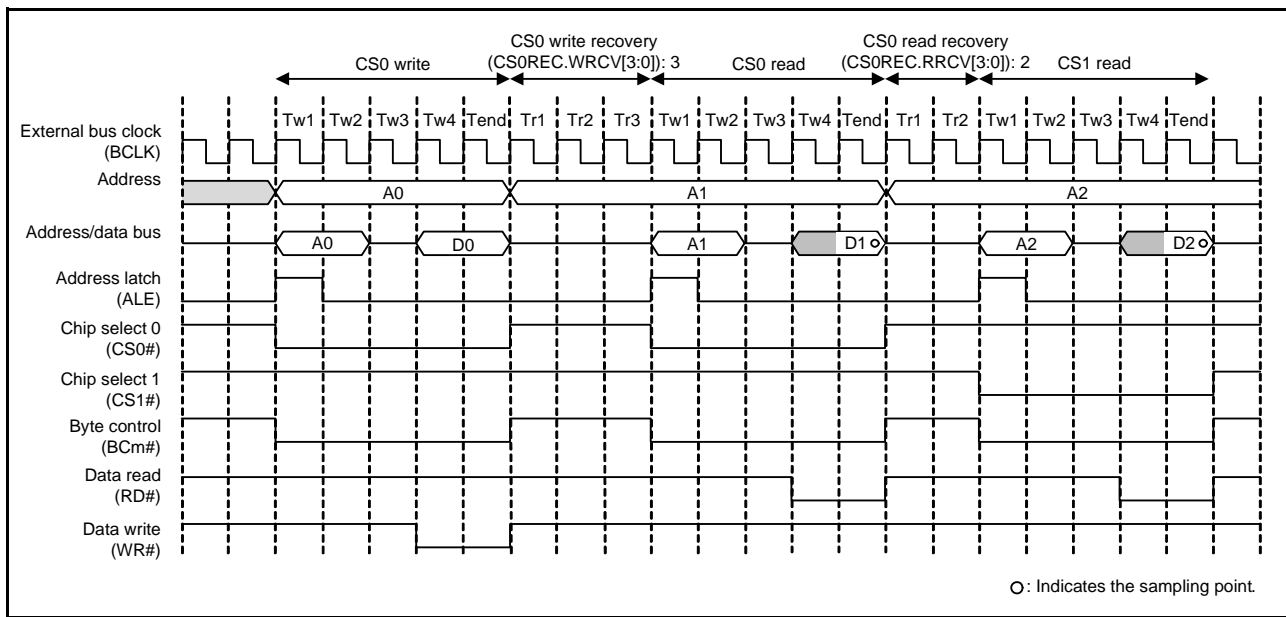 CS0 write
CS0 write recovery
(CS0REC.WRCV[3:0]): 3
CS0 read
CS0 read recovery
(CS0REC.RRCV[3:0]): 2
CS1 read
Tw1 Tw2 Tw3 Tw4 Tend Tr1 Tr2 Tr3 Tw1 Tw2 Tw3 Tw4 Tend Tr1 Tr2 Tw1 Tw2 Tw3 Tw4 Tend
External bus clock
(BCLK)
Address
A0 A1 A2
Address/data bus
A0 D0 A1 D1 A2 D2
Address latch
(ALE)
Chip select 0
(CS0#)
Chip select 1
(CS1#)
Byte control
(BCm#)
Data read
(RD#)
Data write
(WR#)
: Indicates the sampling point.